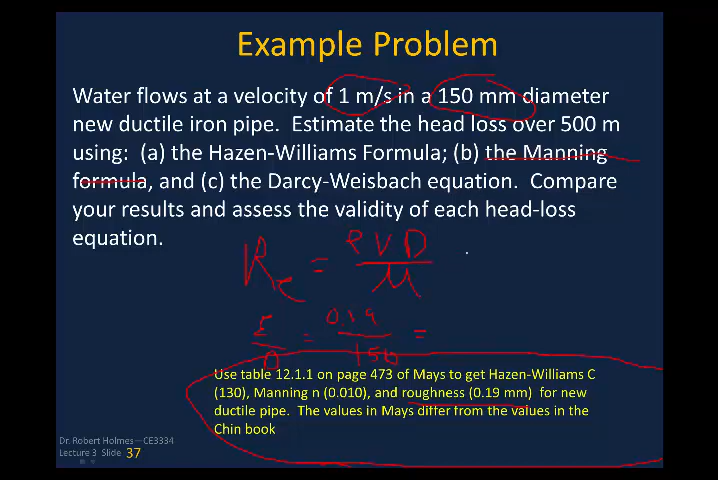 Example Problem
Water flows at a velocity of 1 m/s in a 150 mm diameter
new ductile iron pipe. Estimate the head loss over 500 m
using: (a) the Hazen-Williams Formula; (b) the Manning
formula, and (c) the Darcy-Weisbach equation. Compare
your results and assess the validity of each head-loss
equation.
Re = ρVD/μ
ε/D = 0.19/150 =
Use table 12.1.1 on page 473 of Mays to get Hazen-Williams C
(130), Manning n (0.010), and roughness (0.19 mm) for new
ductile pipe. The values in Mays differ from the values in the
Chin book
Dr. Robert Holmes—CE3334
Lecture 3 Slide 37